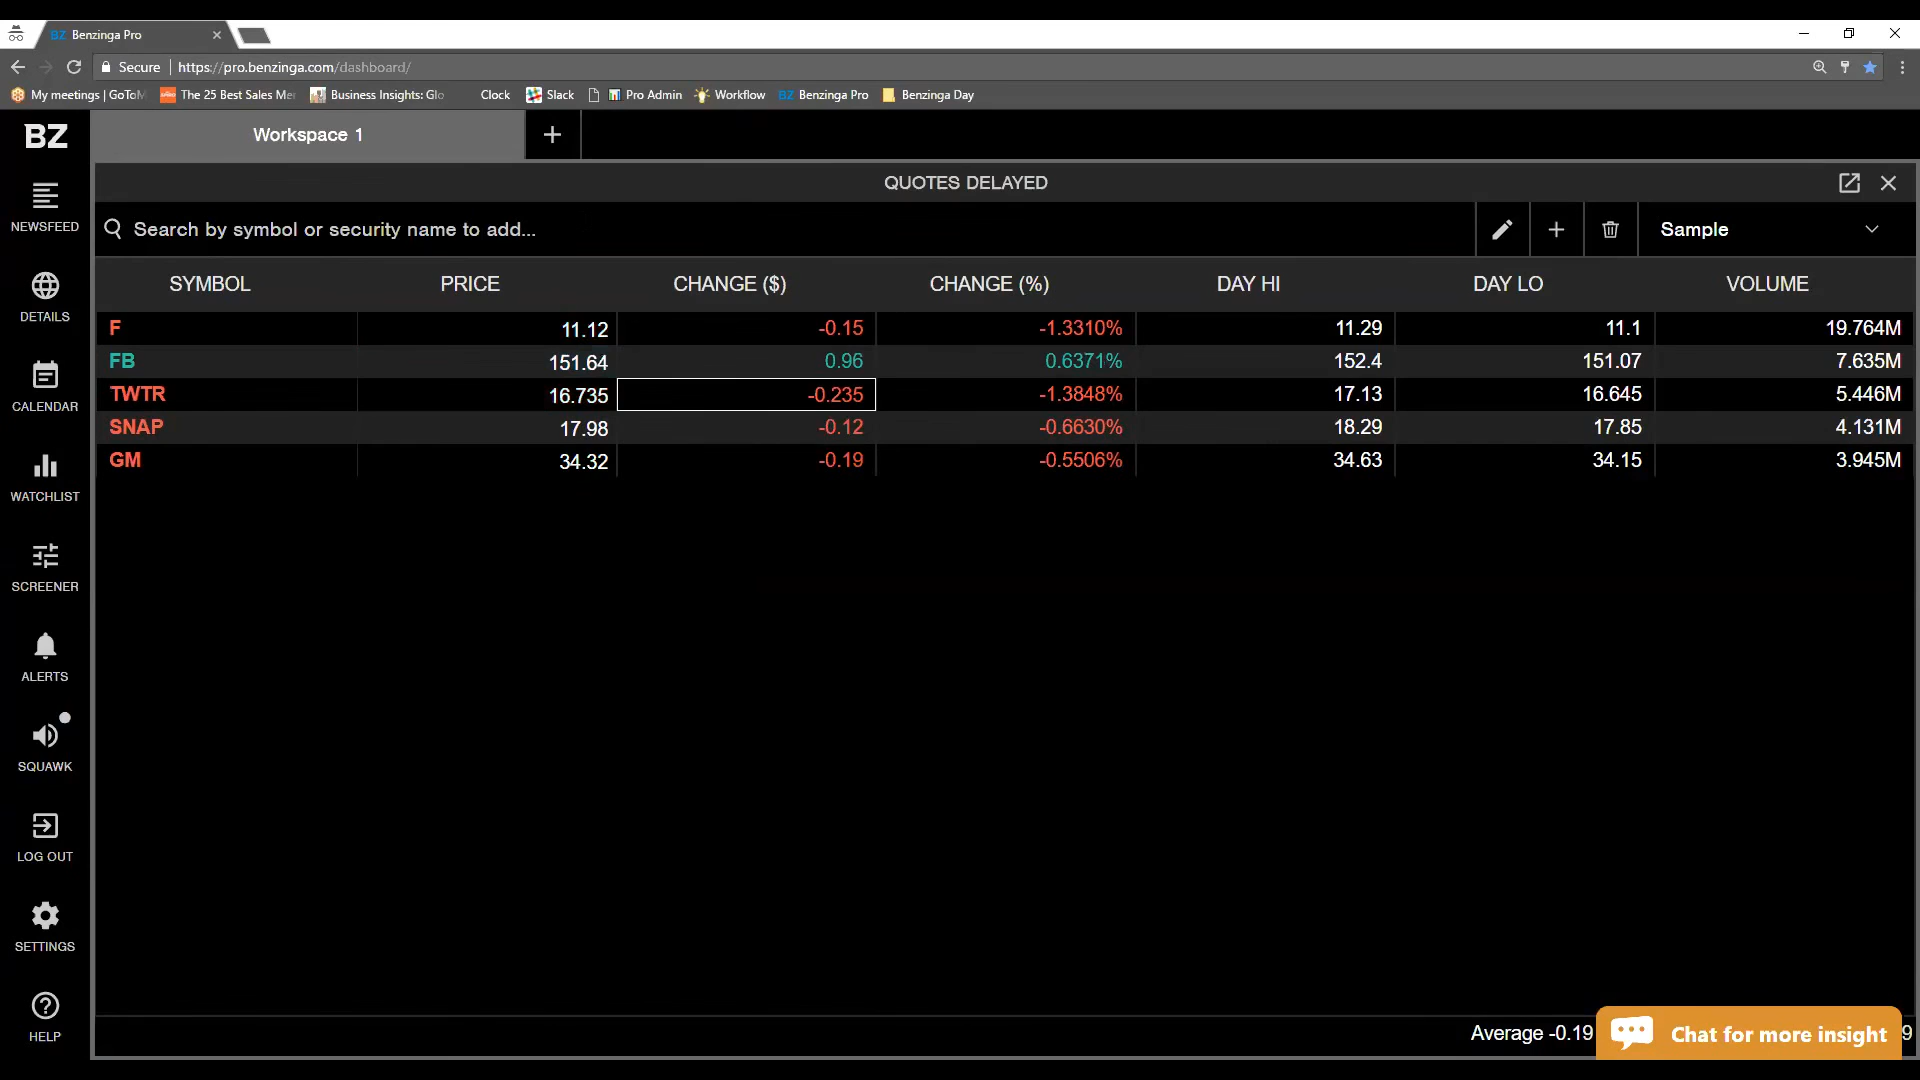 BZ Benzinga Pro
Secure https://pro.benzinga.com/dashboard/
My meetings | GoToM The 25 Best Sales Me Business Insights: Glo Clock Slack Pro Admin Workflow BZ Benzinga Pro Benzinga Day
BZ
Workspace 1
QUOTES DELAYED
Search by symbol or security name to add...
Sample
SYMBOL PRICE CHANGE ($) CHANGE (%) DAY HI DAY LO VOLUME
F 11.12 -0.15 -1.3310% 11.29 11.1 19.764M
FB 151.64 0.96 0.6371% 152.4 151.07 7.635M
TWTR 16.735 -0.235 -1.3848% 17.13 16.645 5.446M
SNAP 17.98 -0.12 -0.6630% 18.29 17.85 4.131M
GM 34.32 -0.19 -0.5506% 34.63 34.15 3.945M
NEWSFEED
DETAILS
CALENDAR
WATCHLIST
SCREENER
ALERTS
SQUAWK
LOG OUT
SETTINGS
HELP
Average -0.19
Chat for more insight